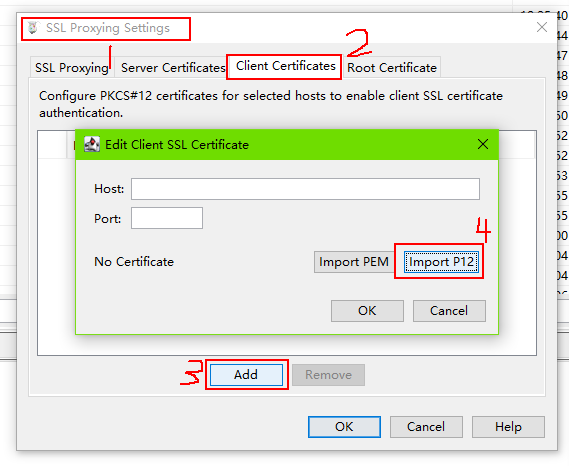 SSL Proxying Settings
1
2
SSL Proxying
Server Certificates
Client Certificates
Root Certificate
Configure PKCS#12 certificates for selected hosts to enable client SSL certificate
authentication.
Edit Client SSL Certificate
Host:
Port:
4
No Certificate
Import PEM
Import P12
OK
Cancel
3
Add
Remove
OK
Cancel
Help